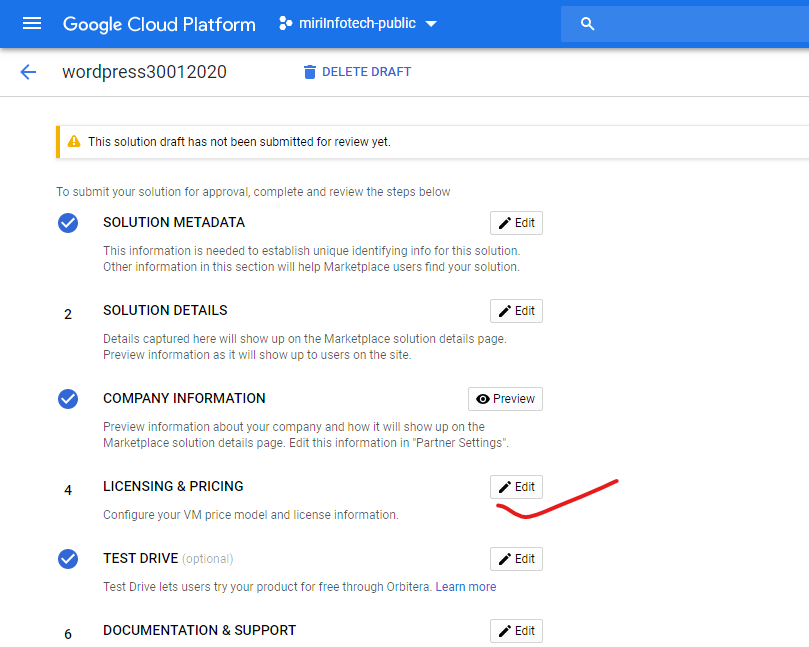 Google Cloud Platform miriInfotech-public
wordpress30012020 DELETE DRAFT
This solution draft has not been submitted for review yet.
To submit your solution for approval, complete and review the steps below
SOLUTION METADATA Edit
This information is needed to establish unique identifying info for this solution.
Other information in this section will help Marketplace users find your solution.
2 SOLUTION DETAILS Edit
Details captured here will show up on the Marketplace solution details page.
Preview information as it will show up to users on the site.
COMPANY INFORMATION Preview
Preview information about your company and how it will show up on the
Marketplace solution details page. Edit this information in "Partner Settings".
4 LICENSING & PRICING Edit
Configure your VM price model and license information.
TEST DRIVE (optional) Edit
Test Drive lets users try your product for free through Orbitera. Learn more
6 DOCUMENTATION & SUPPORT Edit